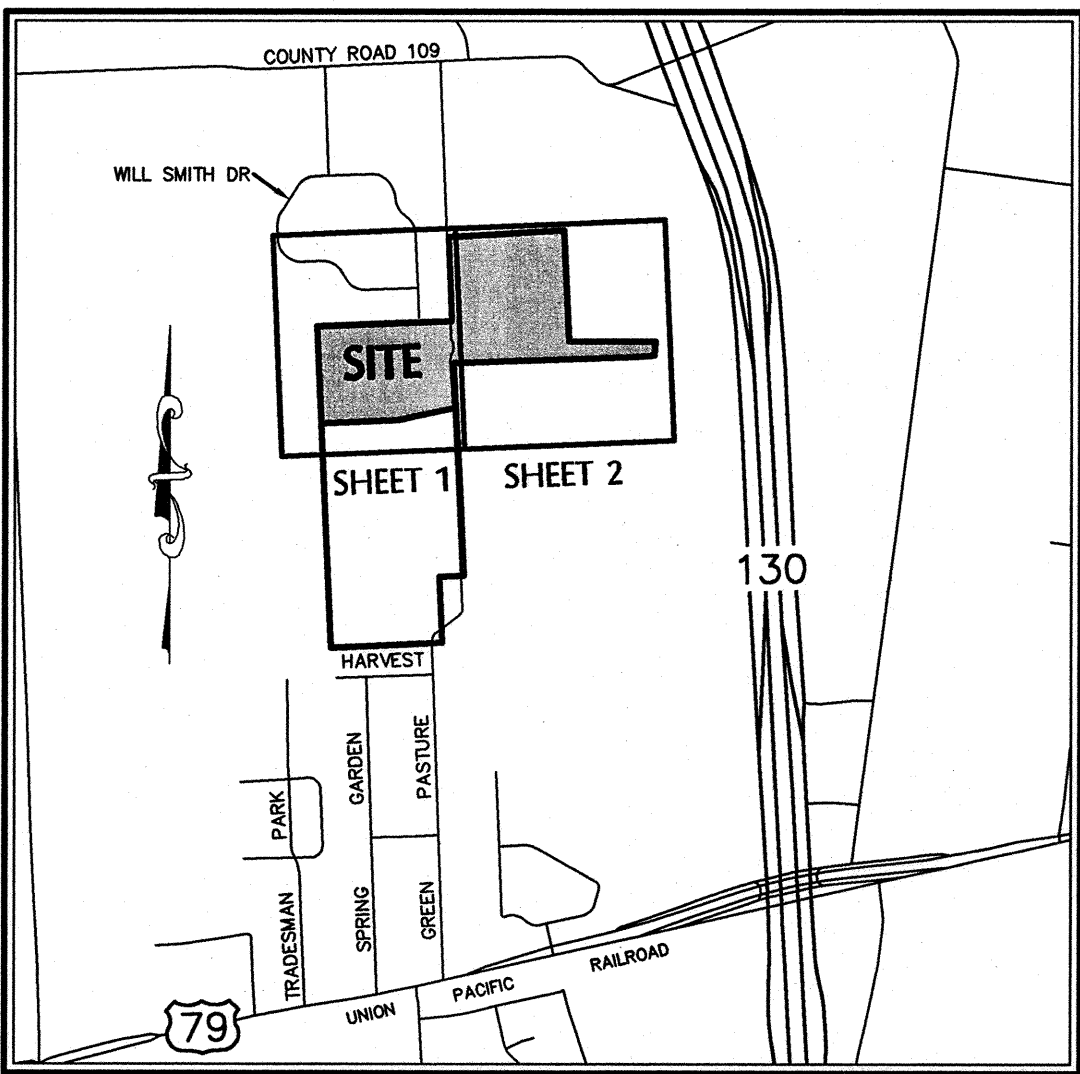 COUNTY ROAD 109
WILL SMITH DR
SITE
SHEET 1
SHEET 2
130
HARVEST
GARDEN
PASTURE
PARK
TRADESMAN
SPRING
GREEN
UNION
PACIFIC
RAILROAD
79